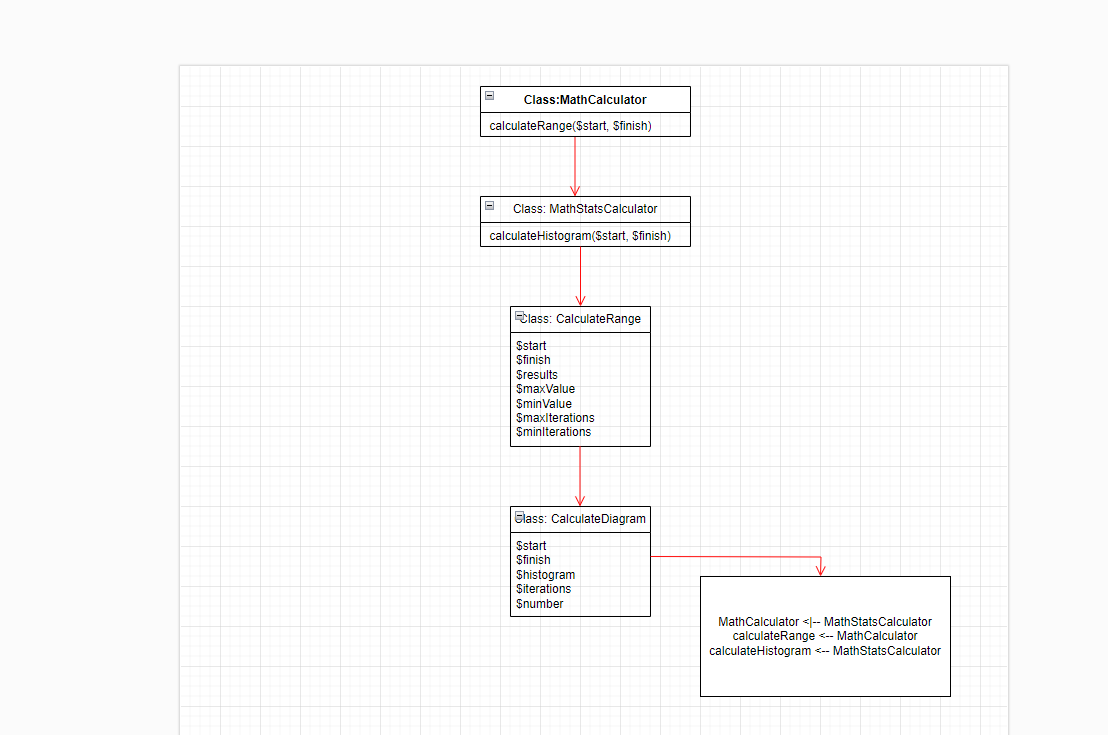 Class:MathCalculator
calculateRange($start, $finish)
Class: MathStatsCalculator
calculateHistogram($start, $finish)
Class: CalculateRange
$start
$finish
$results
$maxValue
$minValue
$maxIterations
$minIterations
Class: CalculateDiagram
$start
$finish
$histogram
$iterations
$number
MathCalculator <|-- MathStatsCalculator
calculateRange <-- MathCalculator
calculateHistogram <-- MathStatsCalculator